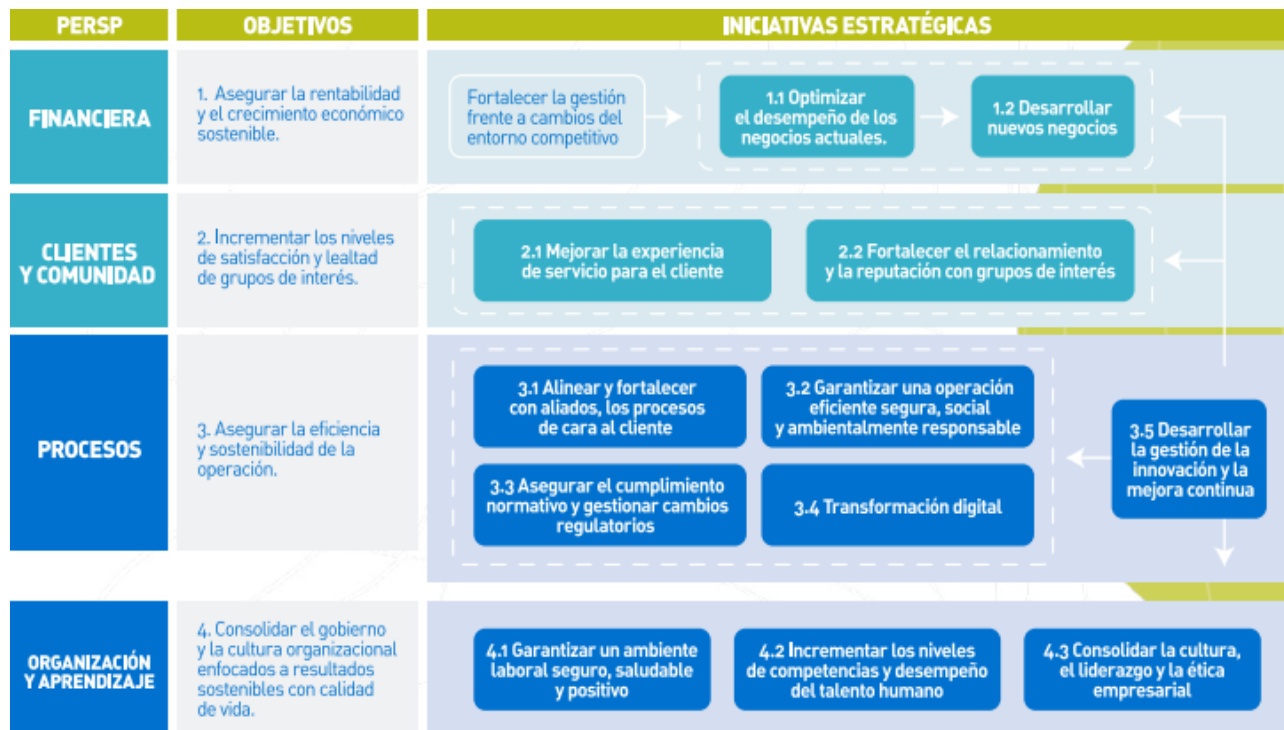 PERSP
OBJETIVOS
INICIATIVAS ESTRATÉGICAS
FINANCIERA
1. Asegurar la rentabilidad
y el crecimiento económico
sostenible.
Fortalecer la gestión
frente a cambios del
entorno competitivo
1.1 Optimizar
el desempeño de los
negocios actuales.
1.2 Desarrollar
nuevos negocios
CLIENTES
Y COMUNIDAD
2. Incrementar los niveles
de satisfacción y lealtad
de grupos de interés.
2.1 Mejorar la experiencia
de servicio para el cliente
2.2 Fortalecer el relacionamiento
y la reputación con grupos de interés
PROCESOS
3. Asegurar la eficiencia
y sostenibilidad de la
operación.
3.1 Alinear y fortalecer
con aliados, los procesos
de cara al cliente
3.2 Garantizar una operación
eficiente segura, social
y ambientalmente responsable
3.3 Asegurar el cumplimiento
normativo y gestionar cambios
regulatorios
3.4 Transformación digital
3.5 Desarrollar
la gestión de la
innovación y la
mejora continua
ORGANIZACIÓN
Y APRENDIZAJE
4. Consolidar el gobierno
y la cultura organizacional
enfocados a resultados
sostenibles con calidad
de vida.
4.1 Garantizar un ambiente
laboral seguro, saludable
y positivo
4.2 Incrementar los niveles
de competencias y desempeño
del talento humano
4.3 Consolidar la cultura,
el liderazgo y la ética
empresarial